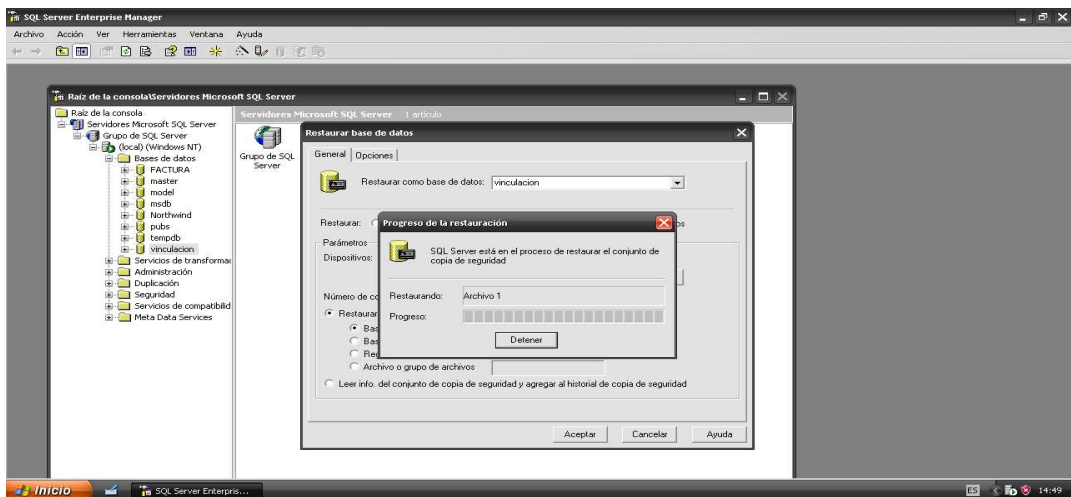 SQL Server Enterprise Manager
Archivo Acción Ver Herramientas Ventana Ayuda
Raíz de la consola\Servidores Microsoft SQL Server
Raíz de la consola
Servidores Microsoft SQL Server
Grupo de SQL Server
(local) (Windows NT)
Bases de datos
FACTURA
master
model
msdb
Northwind
pubs
tempdb
vinculacion
Servicios de transformac
Administración
Duplicación
Seguridad
Servicios de compatibilid
Meta Data Services
Servidores Microsoft SQL Server 1 artículo
Grupo de SQL
Server
Restaurar base de datos
General Opciones
Restaurar como base de datos: vinculacion
Restaurar:
Parámetros
Dispositivos:
Número de co
Restaurar
Bas
Bas
Reg
Archivo o grupo de archivos
Leer info. del conjunto de copia de seguridad y agregar al historial de copia de seguridad
Aceptar Cancelar Ayuda
Progreso de la restauración
SQL Server está en el proceso de restaurar el conjunto de
copia de seguridad
Restaurando: Archivo 1
Progreso:
Detener
Inicio
SQL Server Enterpris...
ES
14:49